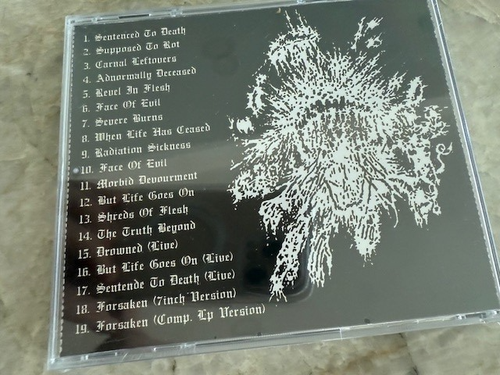 1. Sentenced To Death
2. Supposed To Rot
3. Carnal Leftovers
4. Adnormally Deceased
5. Revel In Flesh
6. Face Of Evil
7. Severe Burns
8. When Life Has Ceased
9. Radiation Sickness
10. Face Of Evil
11. Morbid Devourment
12. But Life Goes On
13. Shreds Of Flesh
14. The Truth Beyond
15. Drowned (Live)
16. But Life Goes On (Live)
17. Sentende To Death (Live)
18. Forsaken (7inch Version)
19. Forsaken (Comp. Lp Version)